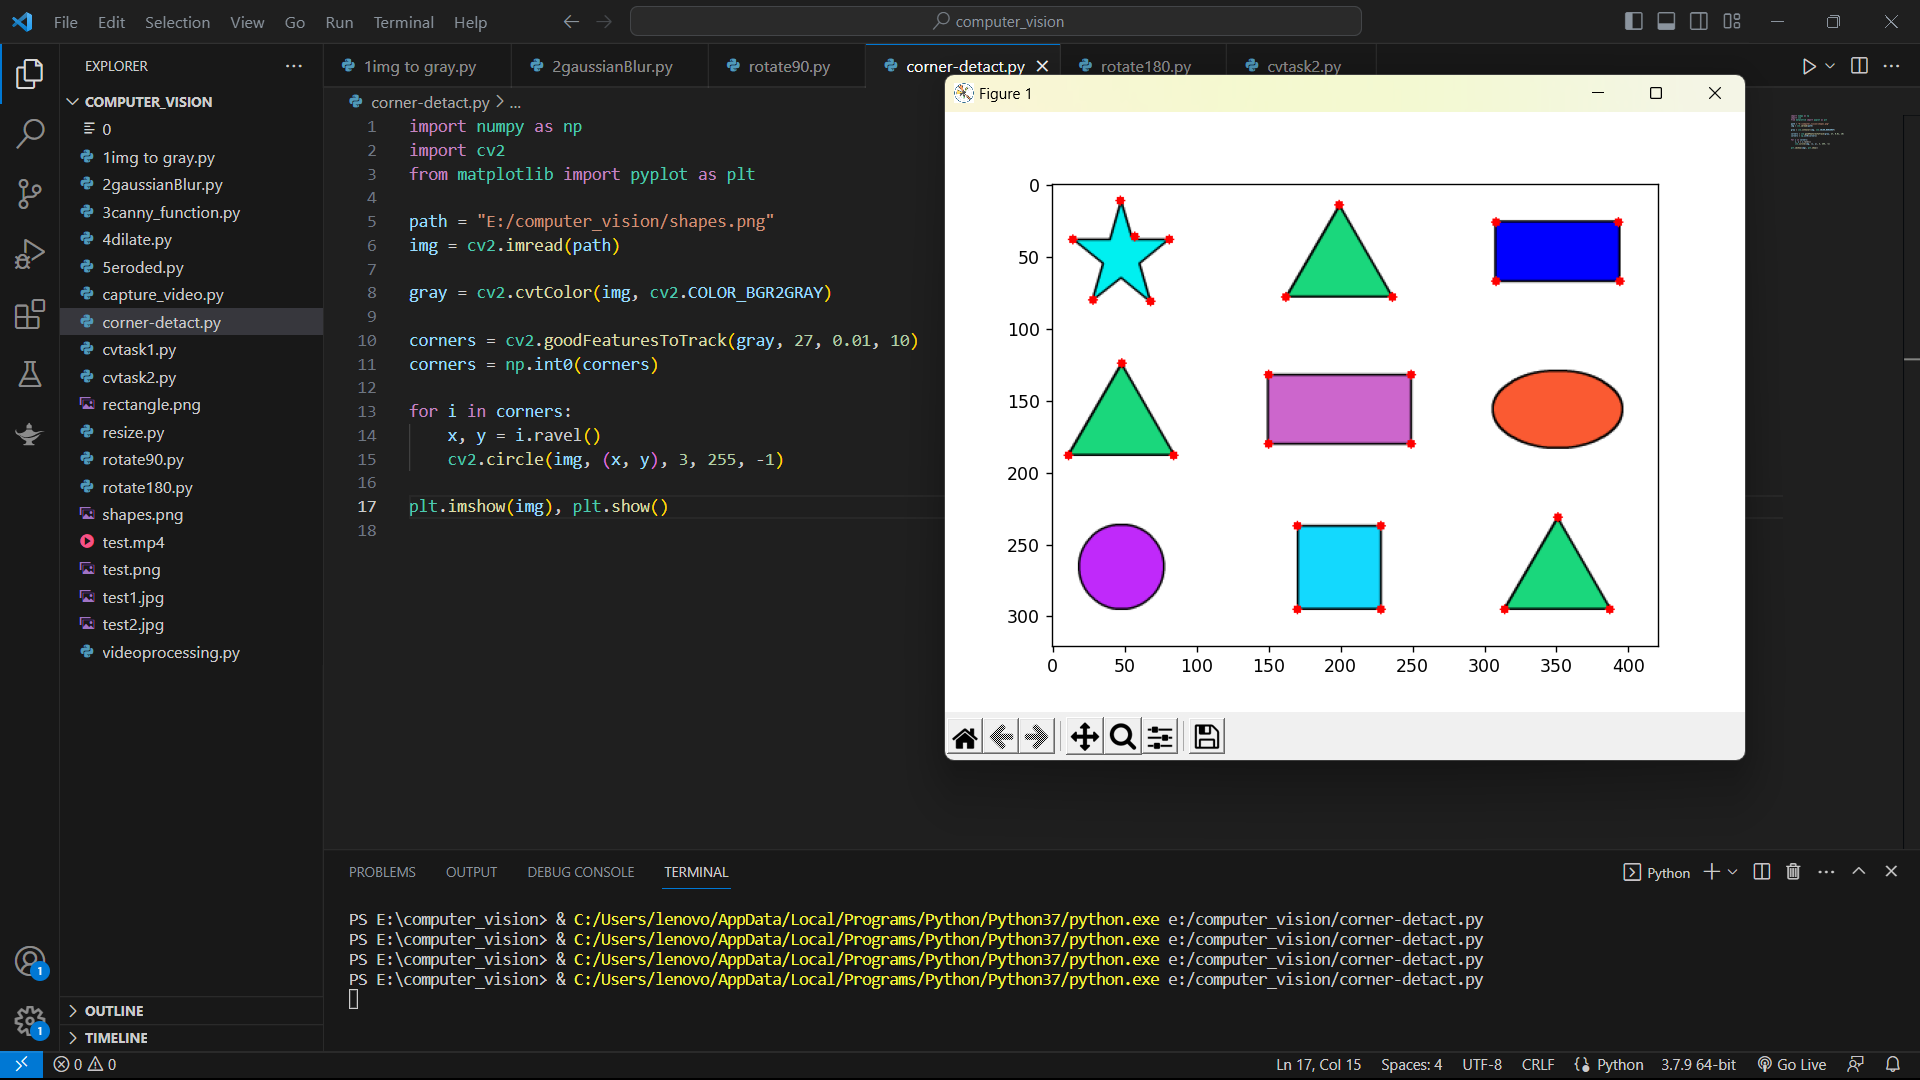 File Edit Selection View Go Run Terminal Help
computer_vision
EXPLORER
COMPUTER_VISION
0
1img to gray.py
2gaussianBlur.py
3canny_function.py
4dilate.py
5eroded.py
capture_video.py
corner-detact.py
cvtask1.py
cvtask2.py
rectangle.png
resize.py
rotate90.py
rotate180.py
shapes.png
test.mp4
test.png
test1.jpg
test2.jpg
videoprocessing.py
OUTLINE
TIMELINE
1img to gray.py 2gaussianBlur.py rotate90.py corner-detact.py rotate180.py cvtask2.py
corner-detact.py > ...
1 import numpy as np
2 import cv2
3 from matplotlib import pyplot as plt
4
5 path = "E:/computer_vision/shapes.png"
6 img = cv2.imread(path)
7
8 gray = cv2.cvtColor(img, cv2.COLOR_BGR2GRAY)
9
10 corners = cv2.goodFeaturesToTrack(gray, 27, 0.01, 10)
11 corners = np.int0(corners)
12
13 for i in corners:
14 x, y = i.ravel()
15 cv2.circle(img, (x, y), 3, 255, -1)
16
17 plt.imshow(img), plt.show()
18
Figure 1
0
50
100
150
200
250
300
0 50 100 150 200 250 300 350 400
PROBLEMS OUTPUT DEBUG CONSOLE TERMINAL
Python
PS E:\computer_vision> & C:/Users/lenovo/AppData/Local/Programs/Python/Python37/python.exe e:/computer_vision/corner-detact.py
PS E:\computer_vision> & C:/Users/lenovo/AppData/Local/Programs/Python/Python37/python.exe e:/computer_vision/corner-detact.py
PS E:\computer_vision> & C:/Users/lenovo/AppData/Local/Programs/Python/Python37/python.exe e:/computer_vision/corner-detact.py
PS E:\computer_vision> & C:/Users/lenovo/AppData/Local/Programs/Python/Python37/python.exe e:/computer_vision/corner-detact.py
1
1
0 0
Ln 17, Col 15 Spaces: 4 UTF-8 CRLF Python 3.7.9 64-bit Go Live